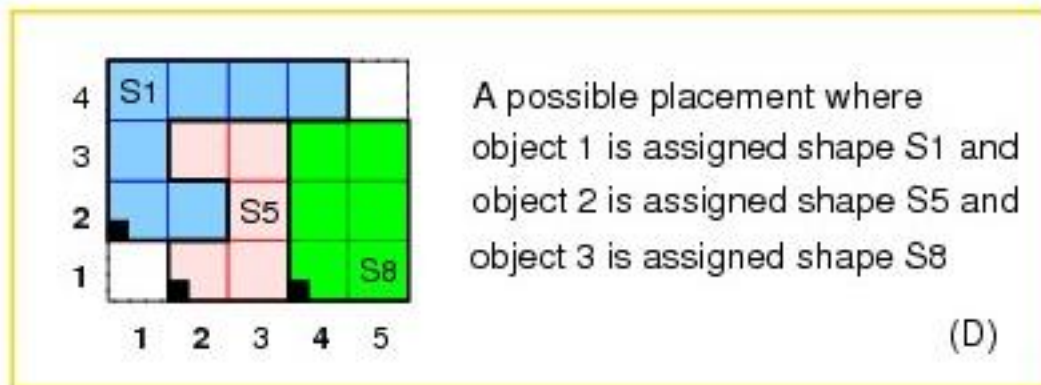 4 S1
A possible placement where
3
object 1 is assigned shape S1 and
2 S5
object 2 is assigned shape S5 and
1 S8
object 3 is assigned shape S8
1 2 3 4 5
(D)